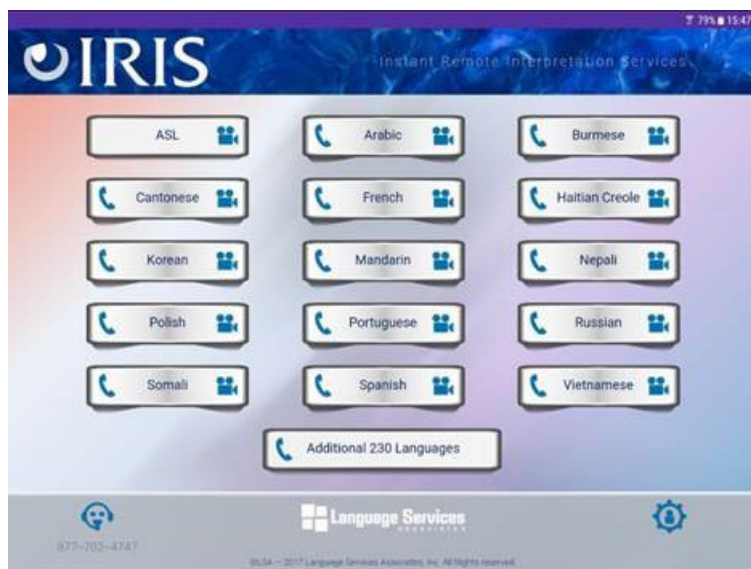 79% 15:47
IRIS
Instant Remote Interpretation Services
ASL Arabic Burmese
Cantonese French Haitian Creole
Korean Mandarin Nepali
Polish Portuguese Russian
Somali Spanish Vietnamese
Additional 230 Languages
Language Services
Associates
877-702-4747
©LSA - 2017 Language Services Associates, Inc. All Rights reserved.